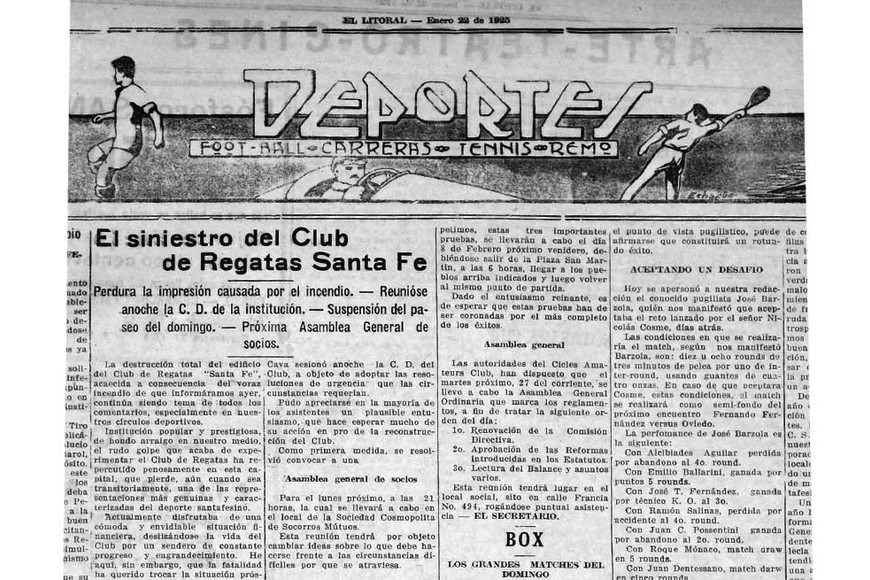 EL LITORAL — Enero 22 de 1925
DEPORTES
FOOT-BALL CARRERAS TENNIS REMO
Echagüe
El siniestro del Club
de Regatas Santa Fe
Perdura la impresión causada por el incendio. — Reunióse
anoche la C. D. de la institución. — Suspensión del pa-
seo del domingo. — Próxima Asamblea General de
socios.
La destrucción total del edificio
del Club de Regatas "Santa Fe",
acaecida a consecuencia del voraz
incendio de que informáramos ayer,
continúa siendo tema de todos los
comentarios, especialmente en nues-
tros círculos deportivos.
Institución popular y prestigiosa,
de hondo arraigo en nuestro medio,
el rudo golpe que acaba de expe-
rimentar el Club de Regatas ha re-
percutido penosamente en esta ca-
pital, que pierde, aún cuando sea
transitoriamente, una de las repre-
sentaciones más genuinas y carac-
terizadas del deporte santafesino.
Actualmente disfrutaba de una
cómoda y envidiable situación fi-
nanciera, deslizándose la vida del
Club por un sendero de constante
progreso y engrandecimiento. He
aquí, sin embargo, que la fatalidad
ha querido trocar la situación prós-
Cava sesionó anoche la C. D. del
Club, a objeto de adoptar las reso-
luciones de urgencia que las cir-
cunstancias requerían.
Pudo apreciarse en la mayoría de
los asistentes un plausible entu-
siasmo, que hace esperar mucho de
su acción en pro de la reconstruc-
ción del Club.
Como primera medida, se resol-
vió convocar a una
Asamblea general de socios
Para el lunes próximo, a las 21
horas, la cual se llevará a cabo en
el local de la Sociedad Cosmopolita
de Socorros Mútuos.
Esta reunión tendrá por objeto
cambiar ideas sobre lo que debe ha-
cerse frente a las circunstancias di-
fíciles por que se atraviesa.
petimos, estas tres importantes
pruebas, se llevarán a cabo el día
8 de Febrero próximo venidero, de-
biéndose salir de la Plaza San Mar-
tín, a las 6 horas, llegar a los pue-
blos arriba indicados y luego volver
al mismo punto de partida.
Dado el entusiasmo reinante, es
de esperar que estas pruebas han de
ser coronadas por el más completo
de los éxitos.
Asamblea general
Las autoridades del Cicles Ama-
teurs Club, han dispuesto que el
martes próximo, 27 del corriente, se
lleve a cabo la Asamblea General
Ordinaria que marca los reglamen-
tos, a fin de tratar la siguiente or-
den del día:
1o. Renovación de la Comisión
Directiva.
2o. Aprobación de las Reformas
introducidas en los Estatutos.
3o. Lectura del Balance y asuntos
varios.
Esta reunión tendrá lugar en el
local social, sito en calle Francia
No. 494, rogándose puntual asisten-
cia — EL SECRETARIO.
BOX
LOS GRANDES MATCHES DEL
DOMINGO
el punto de vista pugilístico, puede
afirmarse que constituirá un rotun-
do éxito.
ACEPTANDO UN DESAFIO
Hoy se apersonó a nuestra redac-
ción el conocido pugilista José Bar-
zola, quién nos manifestó que acep-
taba el reto lanzado por el señor Ni-
colás Cosme, días atrás.
Las condiciones en que se realiza-
ría el match, según nos manifestó
Barzola, son: diez u ocho rounds de
tres minutos de pelea por uno de in-
ter-round, usando guantes de cua-
tro onzas. En caso de que aceptara
Cosme, estas condiciones, el match
se realizaría como semi-fondo del
próximo encuentro Fernando Fer-
nández versus Oviedo.
La perfomance de José Barzola es
la siguiente:
Con Alcibiades Aguilar perdida
por abandono al 4o. round.
Con Emilio Ballarini, ganada por
puntos 5 rounds.
Con José T. Fernández, ganada
por técnico K. O. al 3o.
Con Ramón Salinas, perdida por
accidente al 4o. round.
Con Juan C. Possentini ganada
por abandono al 2o. round.
Con Roque Mónaco, match draw
en 5 rounds.
Con Juan Dentessano, match draw
en cinco rounds.